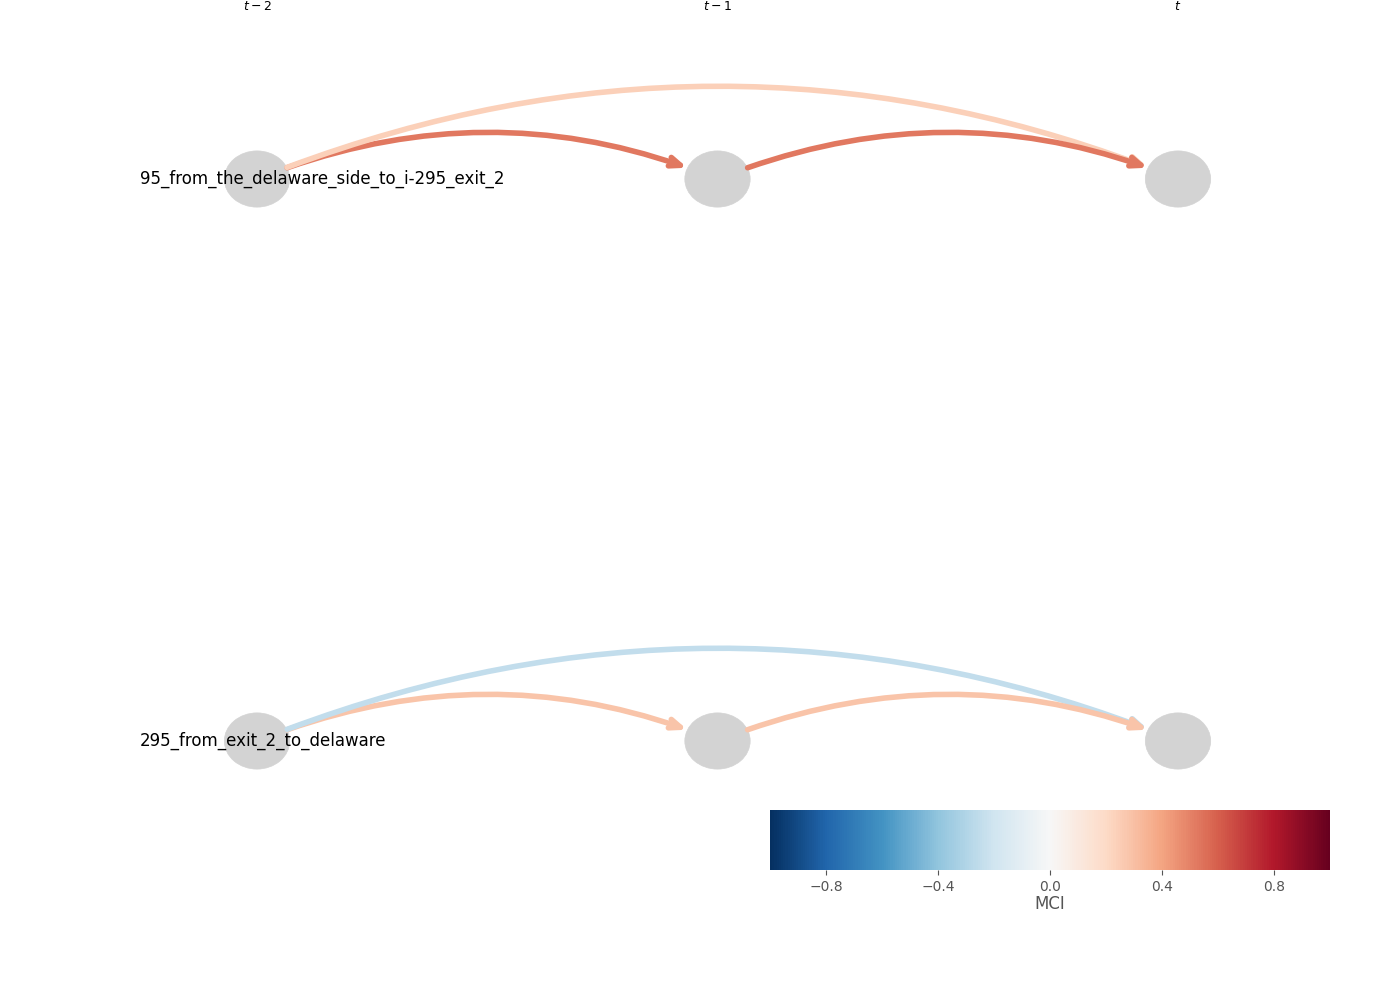 t − 2 t − 1 t
95_from_the_delaware_side_to_i-295_exit_2
295_from_exit_2_to_delaware
−0.8 −0.4 0.0 0.4 0.8
MCI